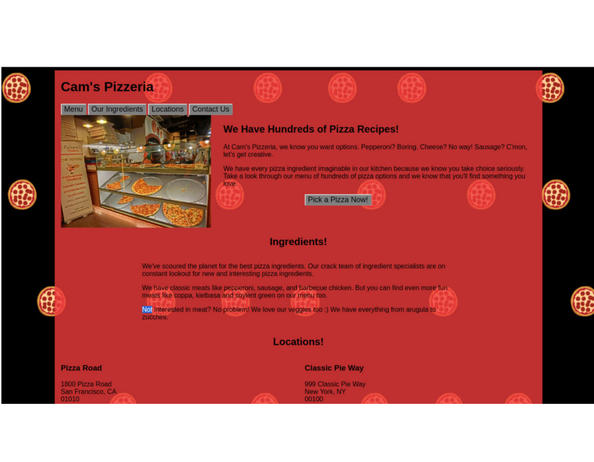 Cam's Pizzeria
Menu
Our Ingredients
Locations
Contact Us
We Have Hundreds of Pizza Recipes!
At Cam's Pizzeria, we know you want options. Pepperoni? Boring. Cheese? No way! Sausage? C'mon,
let's get creative.
We have every pizza ingredient imaginable in our kitchen because we know you take choice seriously.
Take a look through our menu of hundreds of pizza options and we know that you'll find something you
love.
Pick a Pizza Now!
Ingredients!
We've scoured the planet for the best pizza ingredients. Our crack team of ingredient specialists are on
constant lookout for new and interesting pizza ingredients.
We have classic meats like pepperoni, sausage, and barbecue chicken. But you can find even more fun
meats like coppa, kielbasa and soylent green on our menu too.
Not interested in meat? No problem! We love our veggies too :) We have everything from arugula to
zucchini.
Locations!
Pizza Road
Classic Pie Way
1800 Pizza Road
San Francisco, CA
01010
999 Classic Pie Way
New York, NY
00100